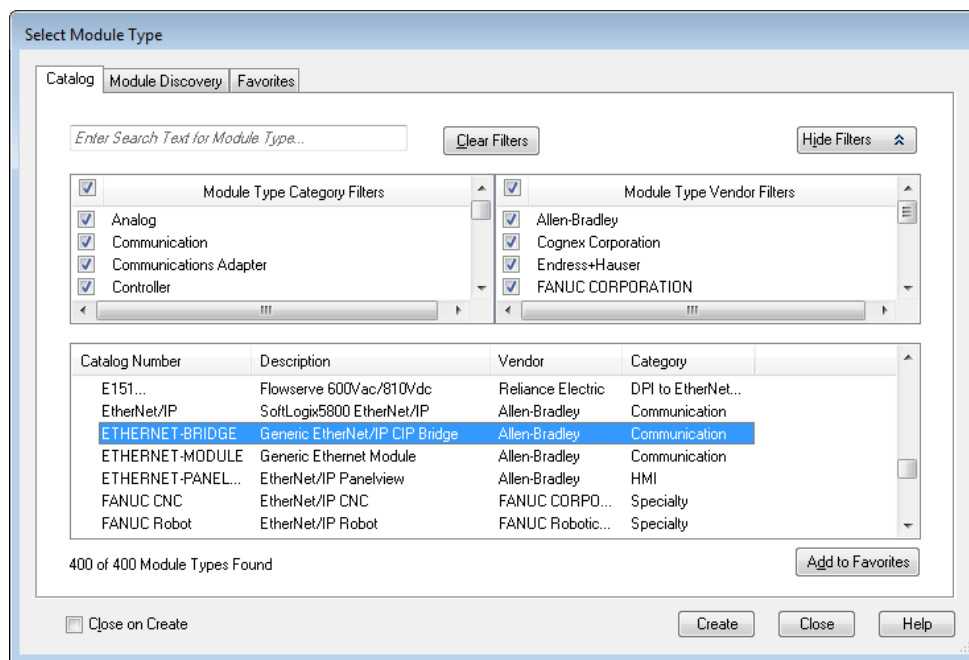 Select Module Type
Catalog Module Discovery Favorites
Enter Search Text for Module Type... Clear Filters Hide Filters
Module Type Category Filters Module Type Vendor Filters
Analog Allen-Bradley
Communication Cognex Corporation
Communications Adapter Endress+Hauser
Controller FANUC CORPORATION
Catalog Number Description Vendor Category
E151... Flowserve 600Vac/810Vdc Reliance Electric DPI to EtherNet...
EtherNet/IP SoftLogix5800 EtherNet/IP Allen-Bradley Communication
ETHERNET-BRIDGE Generic EtherNet/IP CIP Bridge Allen-Bradley Communication
ETHERNET-MODULE Generic Ethernet Module Allen-Bradley Communication
ETHERNET-PANEL... EtherNet/IP Panelview Allen-Bradley HMI
FANUC CNC EtherNet/IP CNC FANUC CORPO... Specialty
FANUC Robot EtherNet/IP Robot FANUC Robotic... Specialty
400 of 400 Module Types Found Add to Favorites
Close on Create Create Close Help